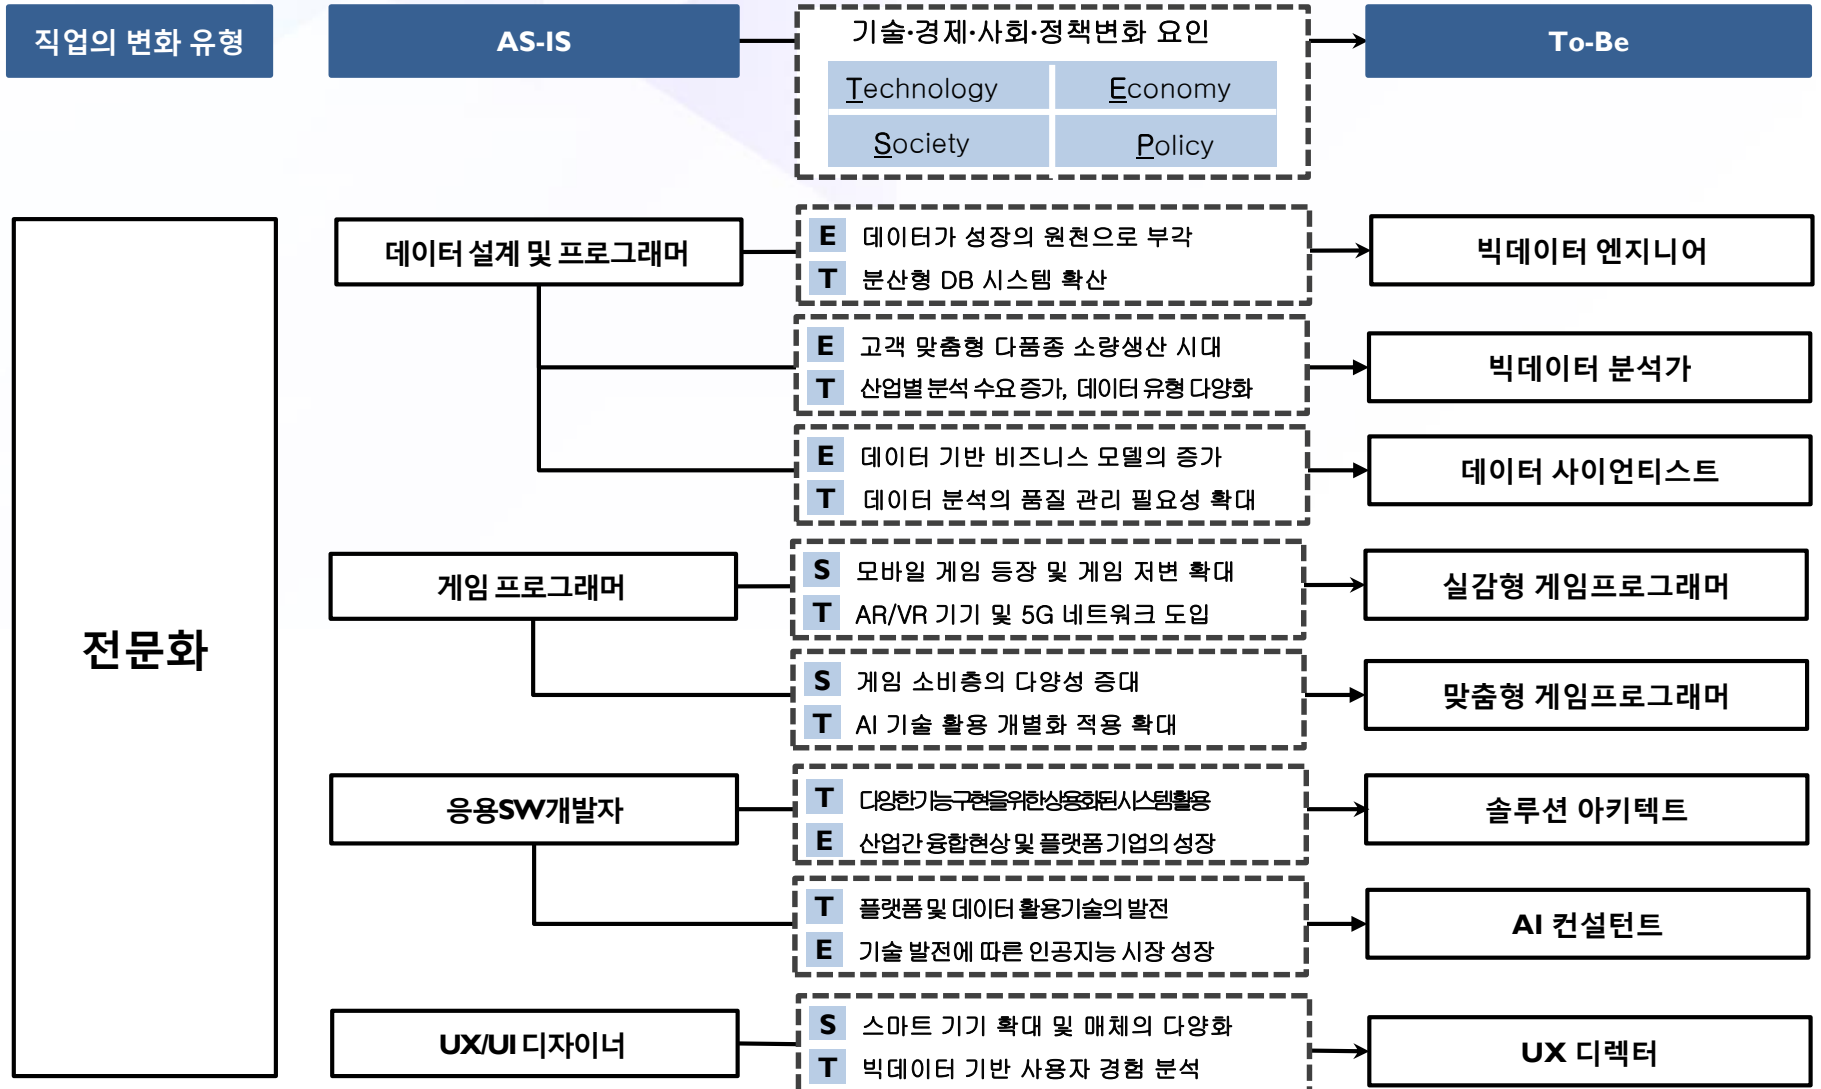 직업의 변화 유형
AS-IS
기술·경제·사회·정책변화 요인
To-Be
Technology
Economy
Society
Policy
전문화
데이터 설계 및 프로그래머
E 데이터가 성장의 원천으로 부각
T 분산형 DB 시스템 확산
빅데이터 엔지니어
E 고객 맞춤형 다품종 소량생산 시대
T 산업별 분석 수요 증가, 데이터 유형 다양화
빅데이터 분석가
E 데이터 기반 비즈니스 모델의 증가
T 데이터 분석의 품질 관리 필요성 확대
데이터 사이언티스트
게임 프로그래머
S 모바일 게임 등장 및 게임 저변 확대
T AR/VR 기기 및 5G 네트워크 도입
실감형 게임프로그래머
S 게임 소비층의 다양성 증대
T AI 기술 활용 개별화 적용 확대
맞춤형 게임프로그래머
응용SW개발자
T 다양한기능구현을위한상용화된시스템활용
E 산업간 융합현상 및 플랫폼 기업의 성장
솔루션 아키텍트
T 플랫폼 및 데이터 활용기술의 발전
E 기술 발전에 따른 인공지능 시장 성장
AI 컨설턴트
UX/UI 디자이너
S 스마트 기기 확대 및 매체의 다양화
T 빅데이터 기반 사용자 경험 분석
UX 디렉터